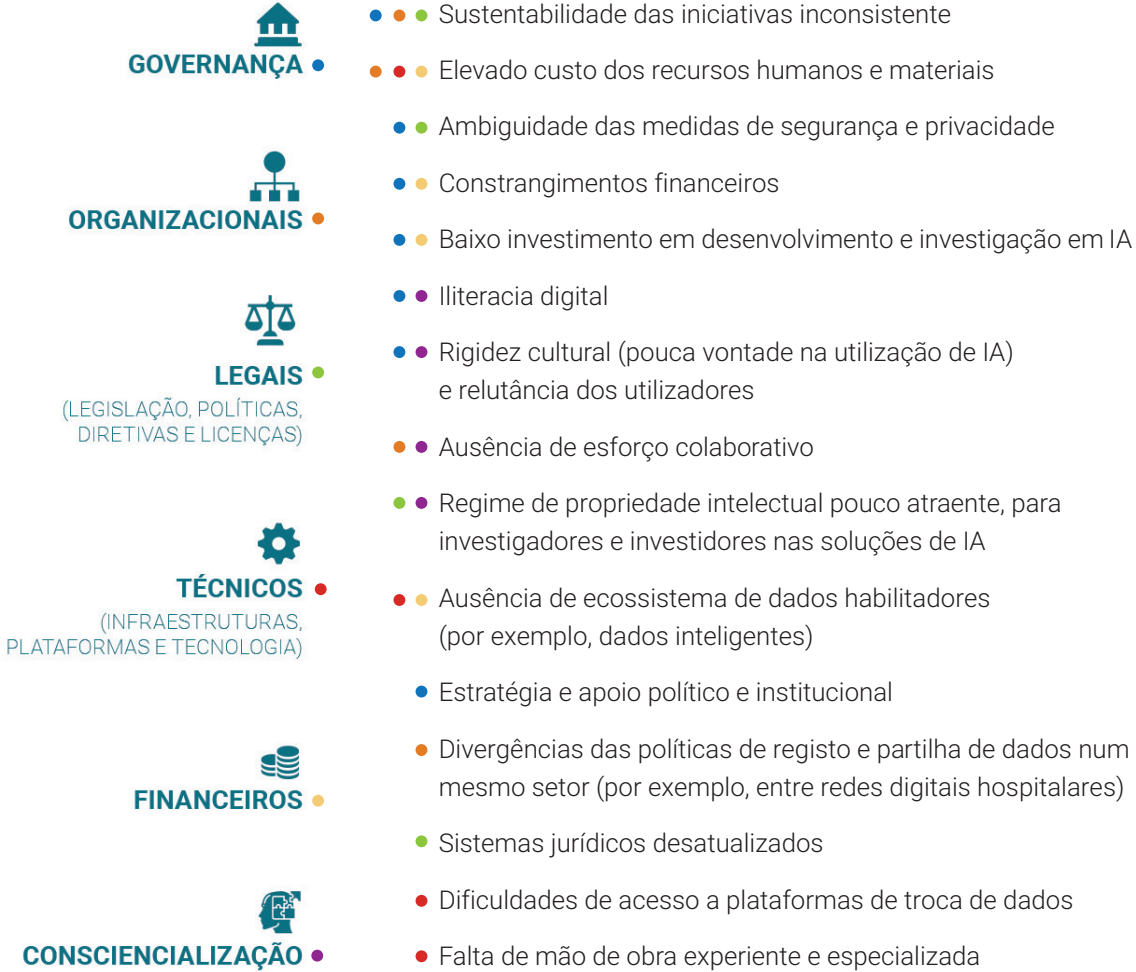 GOVERNANÇA
ORGANIZACIONAIS
LEGAIS
(LEGISLAÇÃO, POLÍTICAS,
DIRETIVAS E LICENÇAS)
TÉCNICOS
(INFRAESTRUTURAS,
PLATAFORMAS E TECNOLOGIA)
FINANCEIROS
CONSCIENCIALIZAÇÃO
Sustentabilidade das iniciativas inconsistente
Elevado custo dos recursos humanos e materiais
Ambiguidade das medidas de segurança e privacidade
Constrangimentos financeiros
Baixo investimento em desenvolvimento e investigação em IA
Iliteracia digital
Rigidez cultural (pouca vontade na utilização de IA)
e relutância dos utilizadores
Ausência de esforço colaborativo
Regime de propriedade intelectual pouco atraente, para
investigadores e investidores nas soluções de IA
Ausência de ecossistema de dados habilitadores
(por exemplo, dados inteligentes)
Estratégia e apoio político e institucional
Divergências das políticas de registo e partilha de dados num
mesmo setor (por exemplo, entre redes digitais hospitalares)
Sistemas jurídicos desatualizados
Dificuldades de acesso a plataformas de troca de dados
Falta de mão de obra experiente e especializada